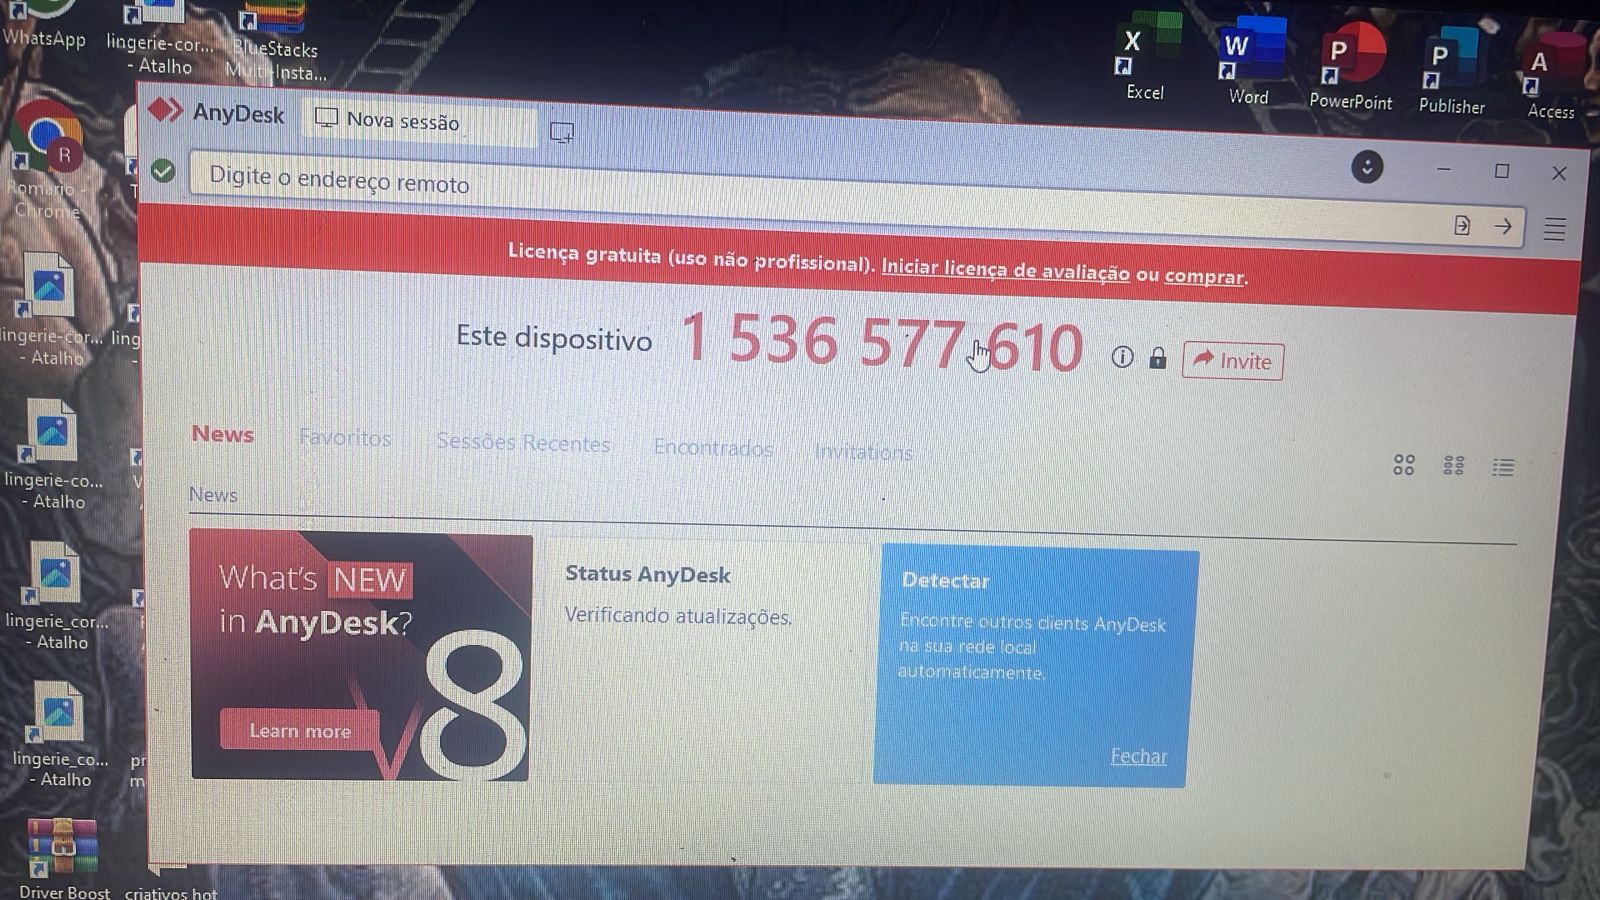 WhatsApp
lingerie-cor...
- Atalho
BlueStacks
Multi-Insta...
Excel
Word
PowerPoint
Publisher
Access
AnyDesk
Nova sessão
Digite o endereço remoto
R
Romario -
Chrome
Licença gratuita (uso não profissional). Iniciar licença de avaliação ou comprar.
Este dispositivo 1 536 577 610
Invite
lingerie-cor...
- Atalho
ling
News
Favoritos
Sessões Recentes
Encontrados
Invitations
News
lingerie-co...
- Atalho
What's NEW
in AnyDesk?
V8
Learn more
Status AnyDesk
Verificando atualizações.
Detectar
Encontre outros clients AnyDesk
na sua rede local
automaticamente.
Fechar
lingerie_cor...
- Atalho
lingerie_co...
- Atalho
pr
m
Driver Boost
criativos hot